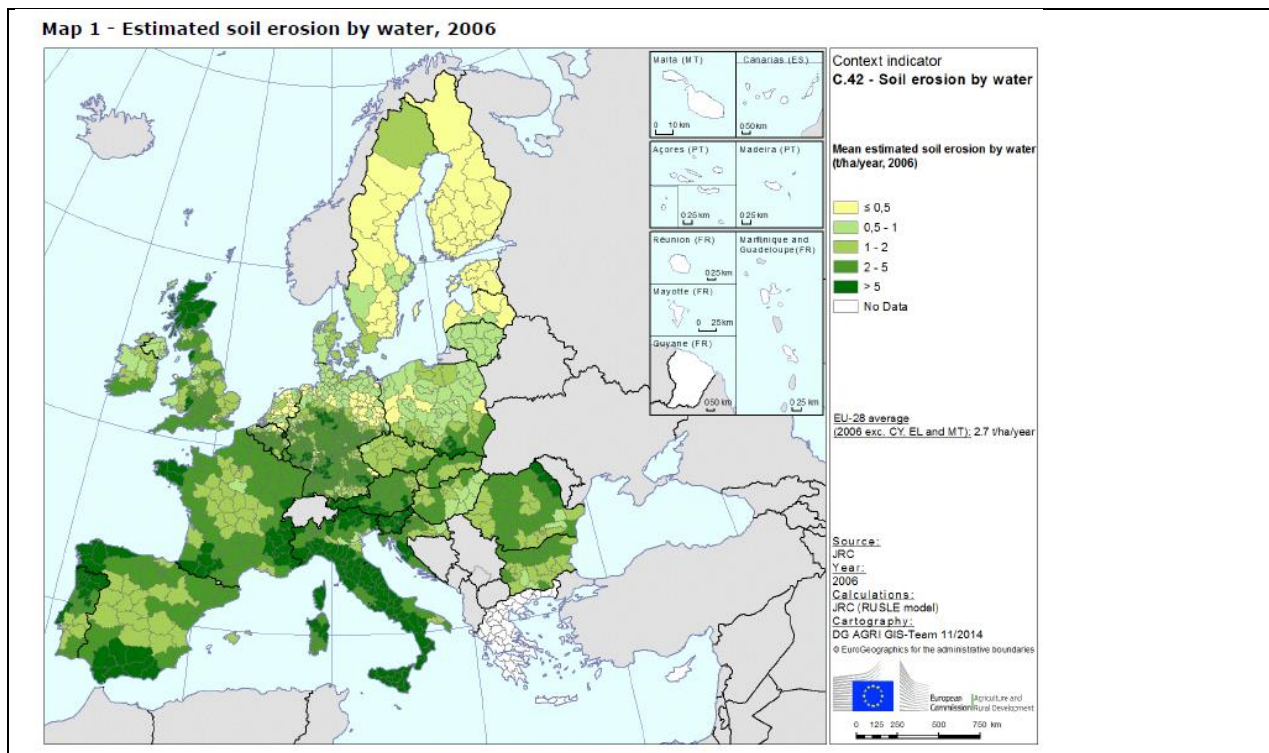 Map 1 - Estimated soil erosion by water, 2006
Malta (MT)
0 10 km
Canarias (ES)
0 50 km
Açores (PT)
0 25 km
Madeira (PT)
0 25 km
Réunion (FR)
0 25 km
Martinique and
Guadeloupe (FR)
Mayotte (FR)
0 25 km
Guyane (FR)
0 50 km
0 25 km
Context indicator
C.42 - Soil erosion by water
Mean estimated soil erosion by water
(t/ha/year, 2006)
≤ 0,5
0,5 - 1
1 - 2
2 - 5
> 5
No Data
EU-28 average
(2006 exc. CY, EL and MT): 2.7 t/ha/year
Source:
JRC
Year:
2006
Calculations:
JRC (RUSLE model)
Cartography:
DG AGRI GIS-Team 11/2014
© EuroGeographics for the administrative boundaries
European
Commission
Agriculture and
Rural Development
0 125 250 500 750 km